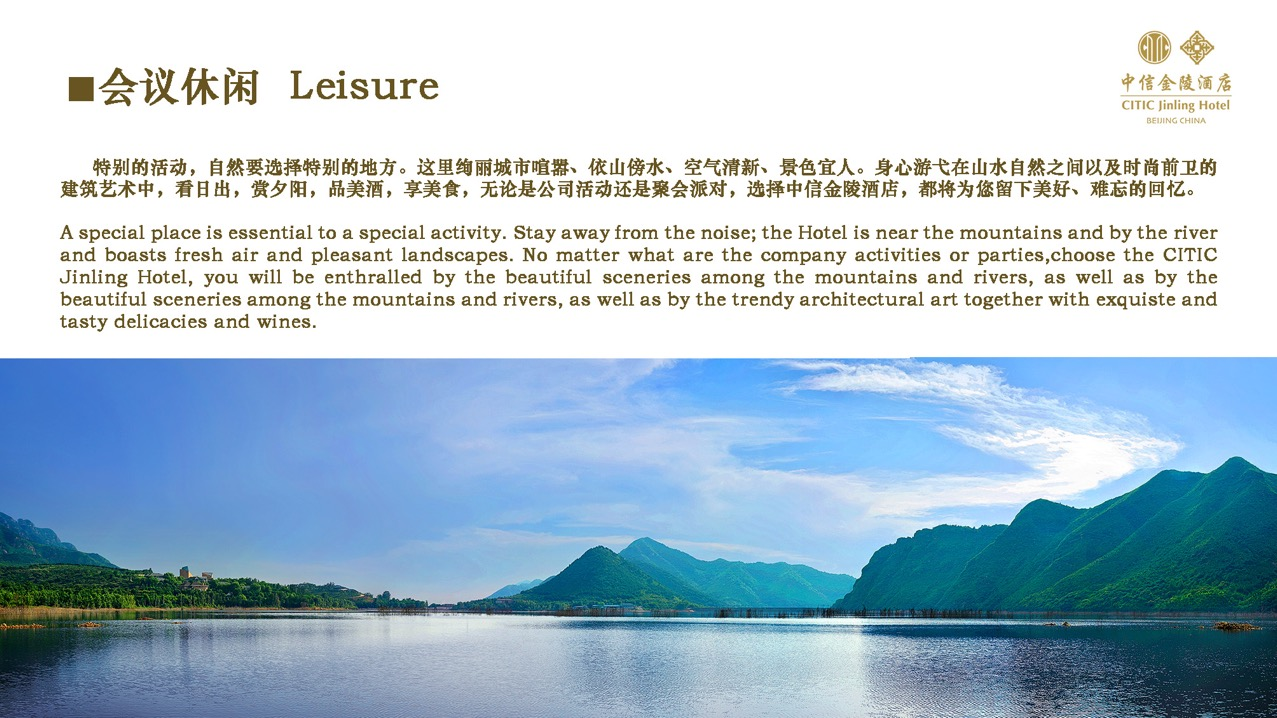 ■会议休闲 Leisure
中信金陵酒店
CITIC Jinling Hotel
BEIJING CHINA
特别的活动，自然要选择特别的地方。这里绚丽城市喧嚣、依山傍水、空气清新、景色宜人。身心游弋在山水自然之间以及时尚前卫的
建筑艺术中，看日出，赏夕阳，品美酒，享美食，无论是公司活动还是聚会派对，选择中信金陵酒店，都将为您留下美好、难忘的回忆。
A special place is essential to a special activity. Stay away from the noise; the Hotel is near the mountains and by the river
and boasts fresh air and pleasant landscapes. No matter what are the company activities or parties,choose the CITIC
Jinling Hotel, you will be enthralled by the beautiful sceneries among the mountains and rivers, as well as by the
beautiful sceneries among the mountains and rivers, as well as by the trendy architectural art together with exquiste and
tasty delicacies and wines.